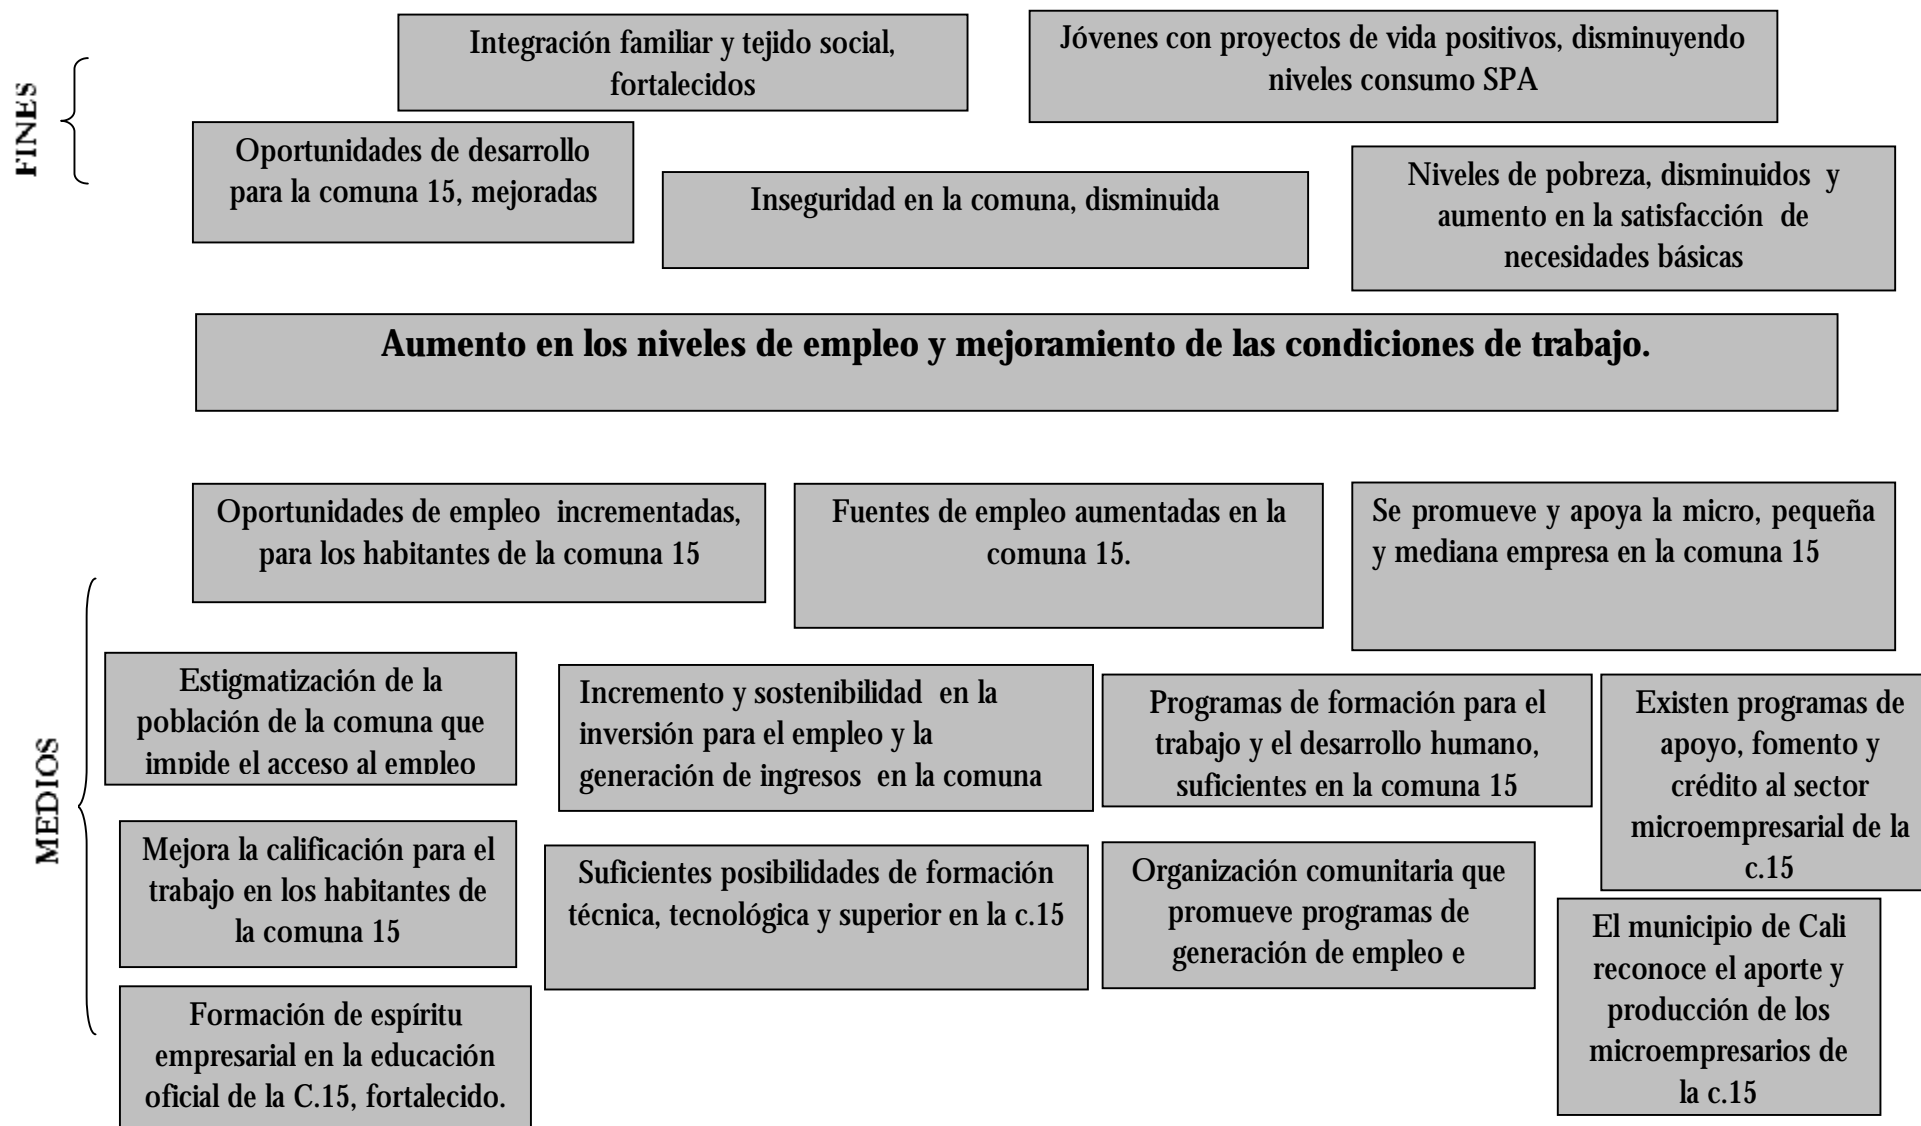 FINES
Integración familiar y tejido social,
fortalecidos
Jóvenes con proyectos de vida positivos, disminuyendo
niveles consumo SPA
Oportunidades de desarrollo
para la comuna 15, mejoradas
Inseguridad en la comuna, disminuida
Niveles de pobreza, disminuidos y
aumento en la satisfacción de
necesidades básicas
Aumento en los niveles de empleo y mejoramiento de las condiciones de trabajo.
MEDIOS
Oportunidades de empleo incrementadas,
para los habitantes de la comuna 15
Fuentes de empleo aumentadas en la
comuna 15.
Se promueve y apoya la micro, pequeña
y mediana empresa en la comuna 15
Estigmatización de la
población de la comuna que
impide el acceso al empleo
Incremento y sostenibilidad en la
inversión para el empleo y la
generación de ingresos en la comuna
Programas de formación para el
trabajo y el desarrollo humano,
suficientes en la comuna 15
Existen programas de
apoyo, fomento y
crédito al sector
microempresarial de la
c.15
Mejora la calificación para el
trabajo en los habitantes de
la comuna 15
Suficientes posibilidades de formación
técnica, tecnológica y superior en la c.15
Organización comunitaria que
promueve programas de
generación de empleo e
El municipio de Cali
reconoce el aporte y
producción de los
microempresarios de
la c.15
Formación de espíritu
empresarial en la educación
oficial de la C.15, fortalecido.